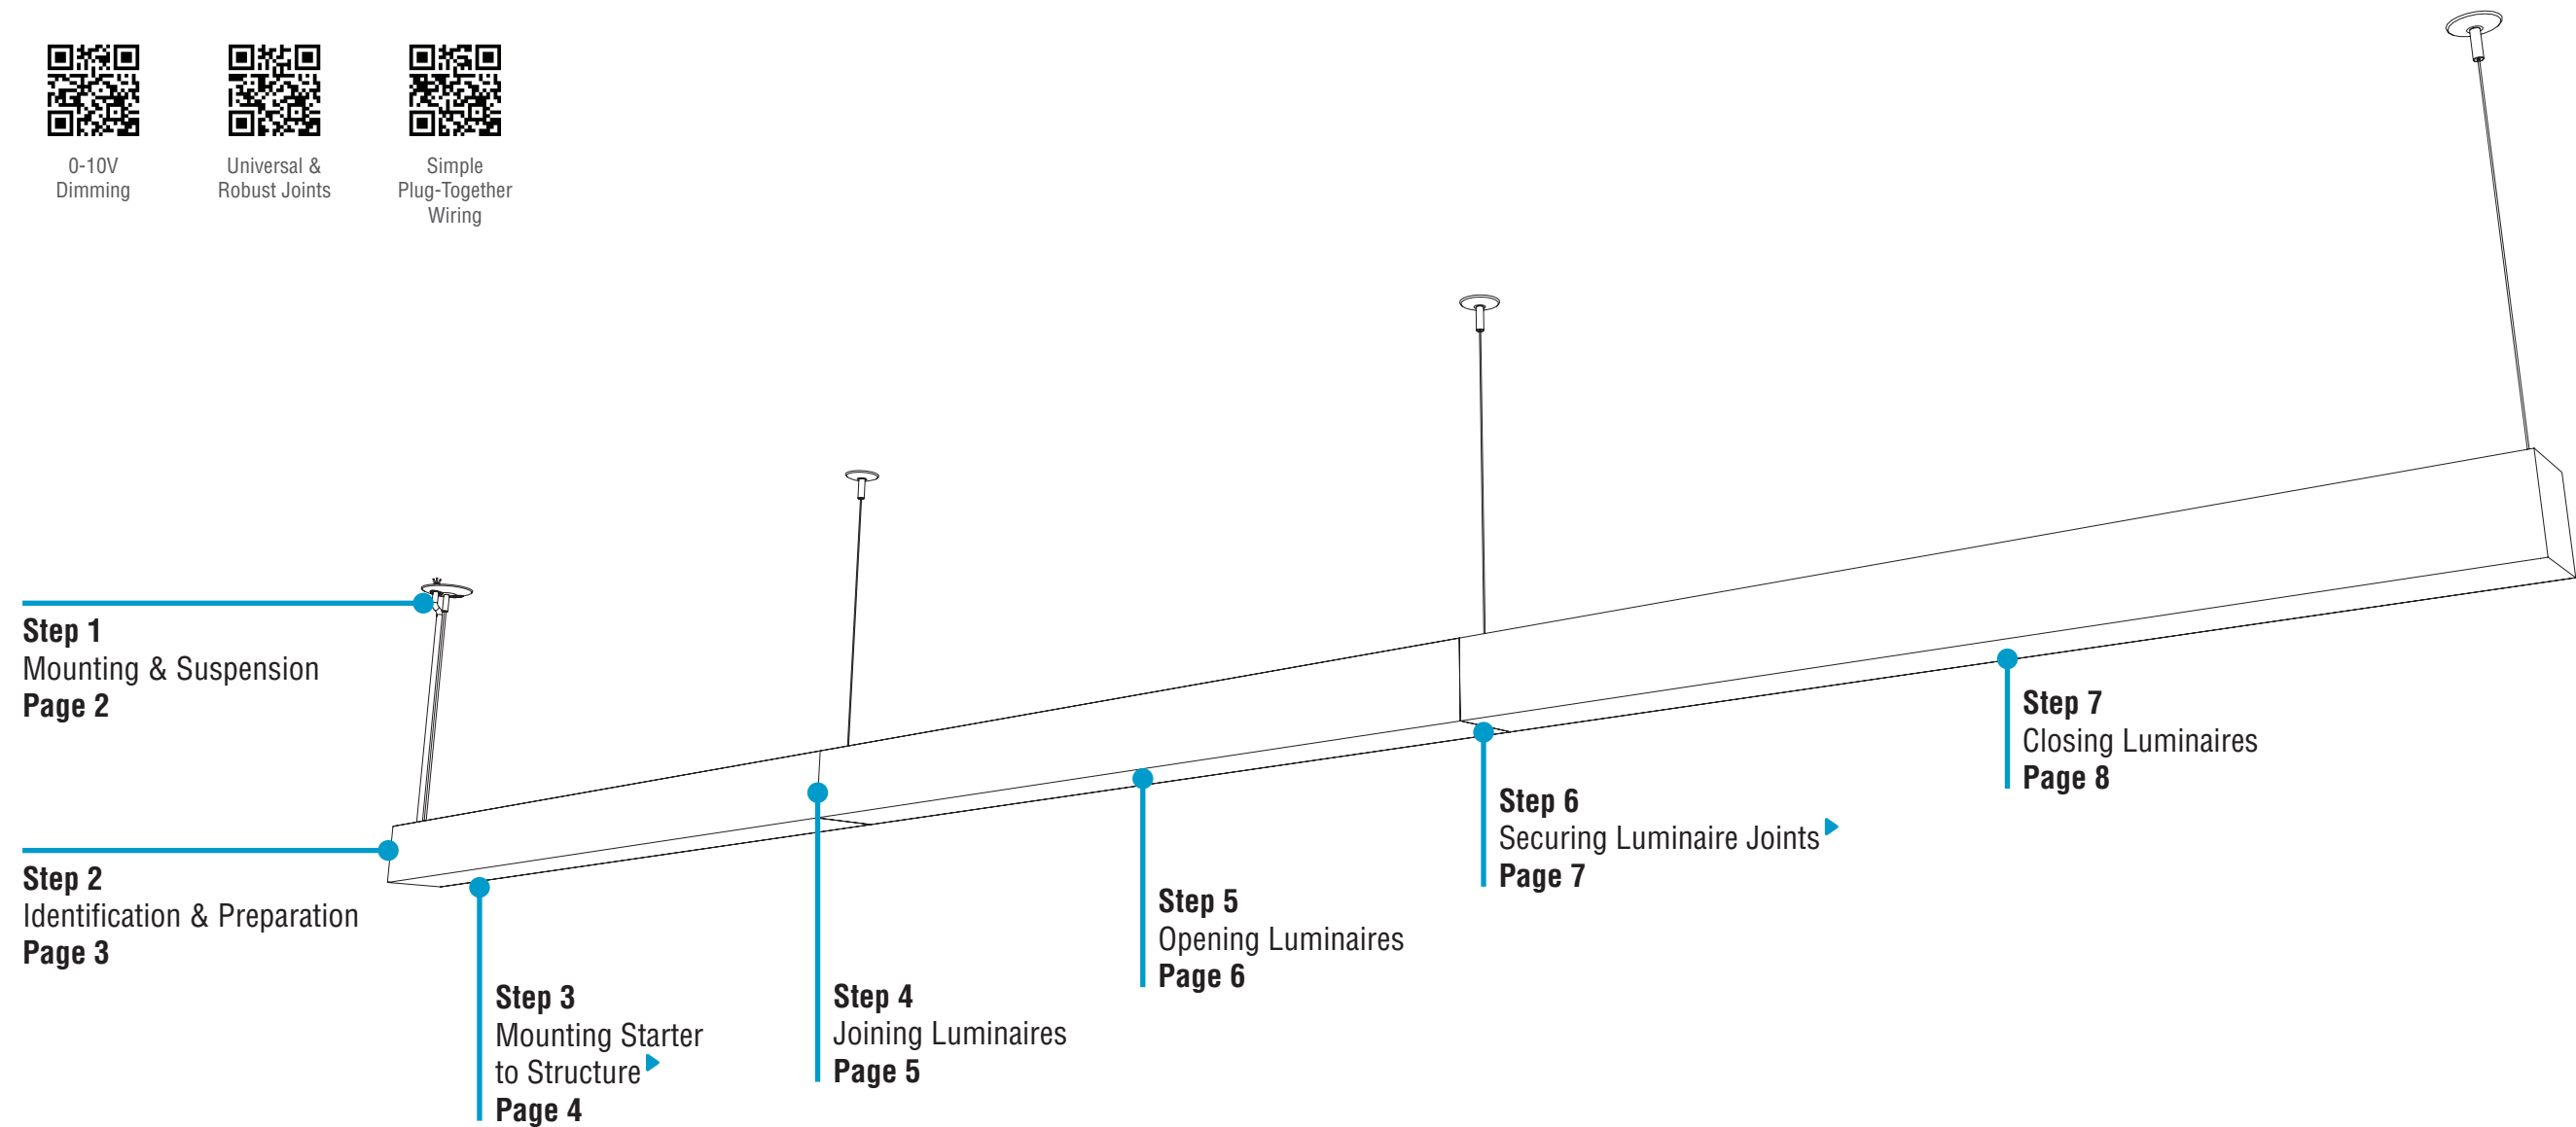 0-10V
Dimming
Universal &
Robust Joints
Simple
Plug-Together
Wiring
Step 1
Mounting & Suspension
Page 2
Step 2
Identification & Preparation
Page 3
Step 3
Mounting Starter
to Structure
Page 4
Step 4
Joining Luminaires
Page 5
Step 5
Opening Luminaires
Page 6
Step 6
Securing Luminaire Joints
Page 7
Step 7
Closing Luminaires
Page 8